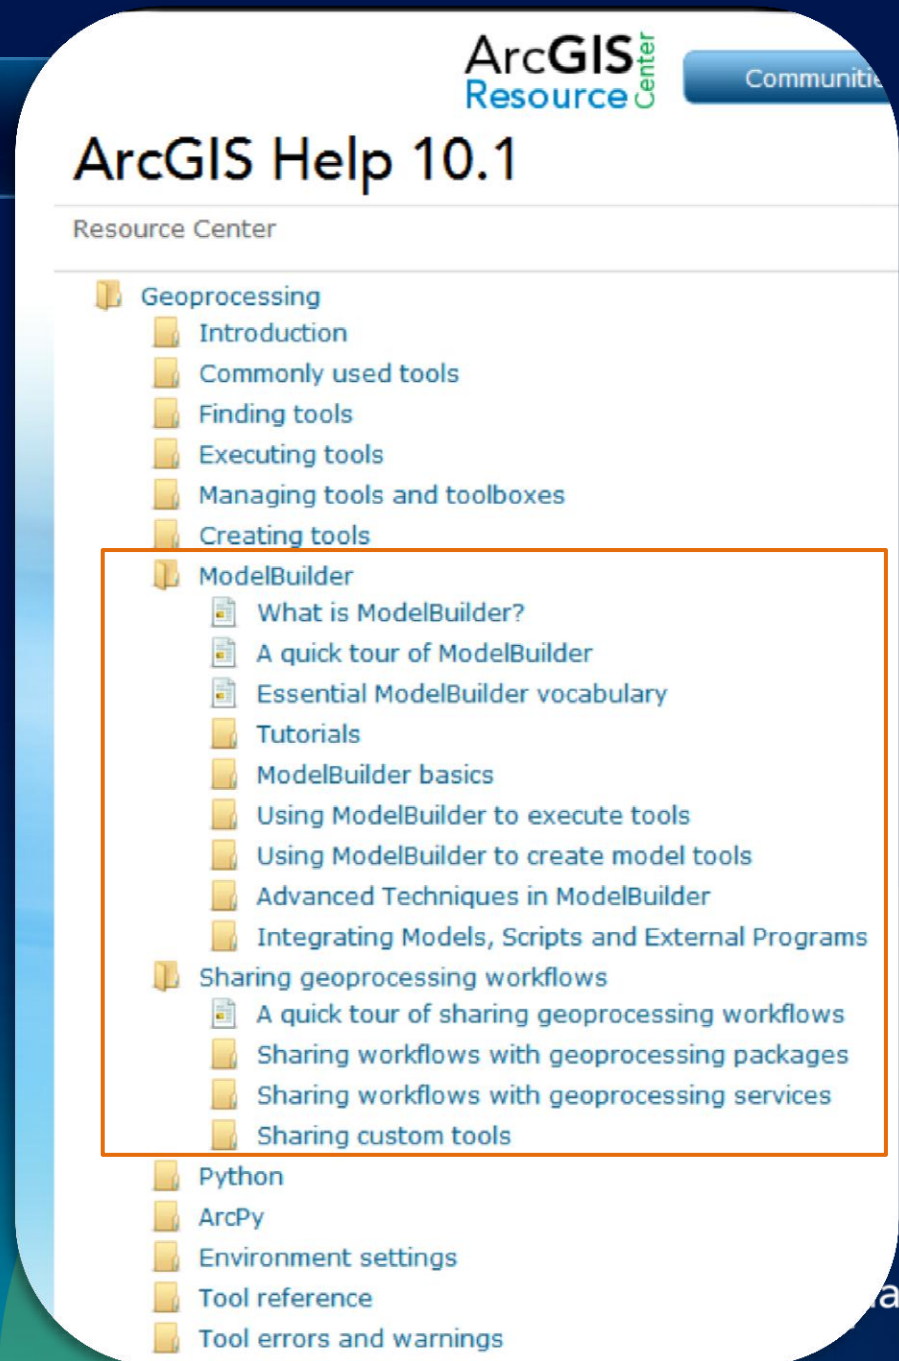 ArcGIS
Resource Center
Communitie
ArcGIS Help 10.1
Resource Center
Geoprocessing
Introduction
Commonly used tools
Finding tools
Executing tools
Managing tools and toolboxes
Creating tools
ModelBuilder
What is ModelBuilder?
A quick tour of ModelBuilder
Essential ModelBuilder vocabulary
Tutorials
ModelBuilder basics
Using ModelBuilder to execute tools
Using ModelBuilder to create model tools
Advanced Techniques in ModelBuilder
Integrating Models, Scripts and External Programs
Sharing geoprocessing workflows
A quick tour of sharing geoprocessing workflows
Sharing workflows with geoprocessing packages
Sharing workflows with geoprocessing services
Sharing custom tools
Python
ArcPy
Environment settings
Tool reference
Tool errors and warnings